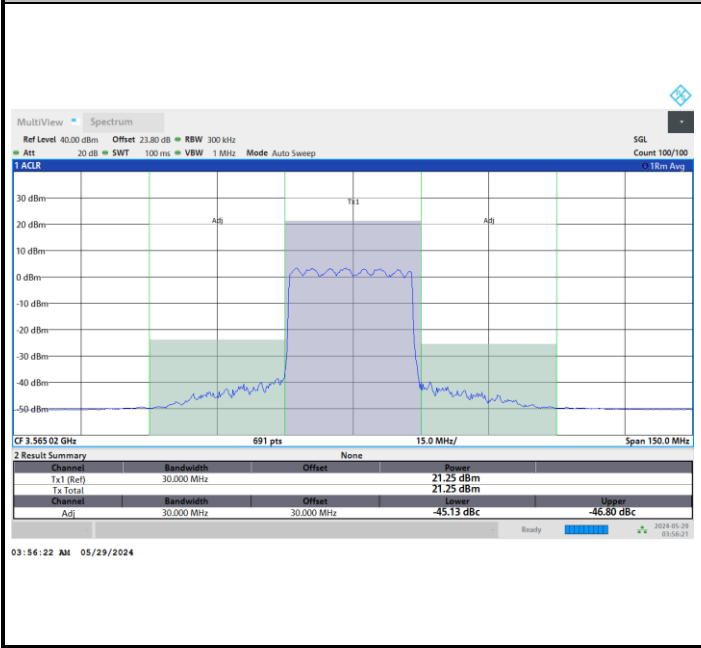 MultiView Spectrum
Ref Level 40.00 dBm Offset 23.80 dB RBW 300 kHz SGL
Att 20 dB SWT 100 ms VBW 1 MHz Mode Auto Sweep Count 100/100
1 ACLR 1Rm Avg
30 dBm
Tx1
20 dBm
Adj Adj
10 dBm
0 dBm
-10 dBm
-20 dBm
-30 dBm
-40 dBm
-50 dBm
CF 3.565 02 GHz 691 pts 15.0 MHz/ Span 150.0 MHz
2 Result Summary None
Channel Bandwidth Offset Power
Tx1 (Ref) 30.000 MHz 21.25 dBm
Tx Total 21.25 dBm
Channel Bandwidth Offset Lower Upper
Adj 30.000 MHz 30.000 MHz -45.13 dBc -46.80 dBc
Ready 2024-05-29
03:56:21
03:56:22 AM 05/29/2024